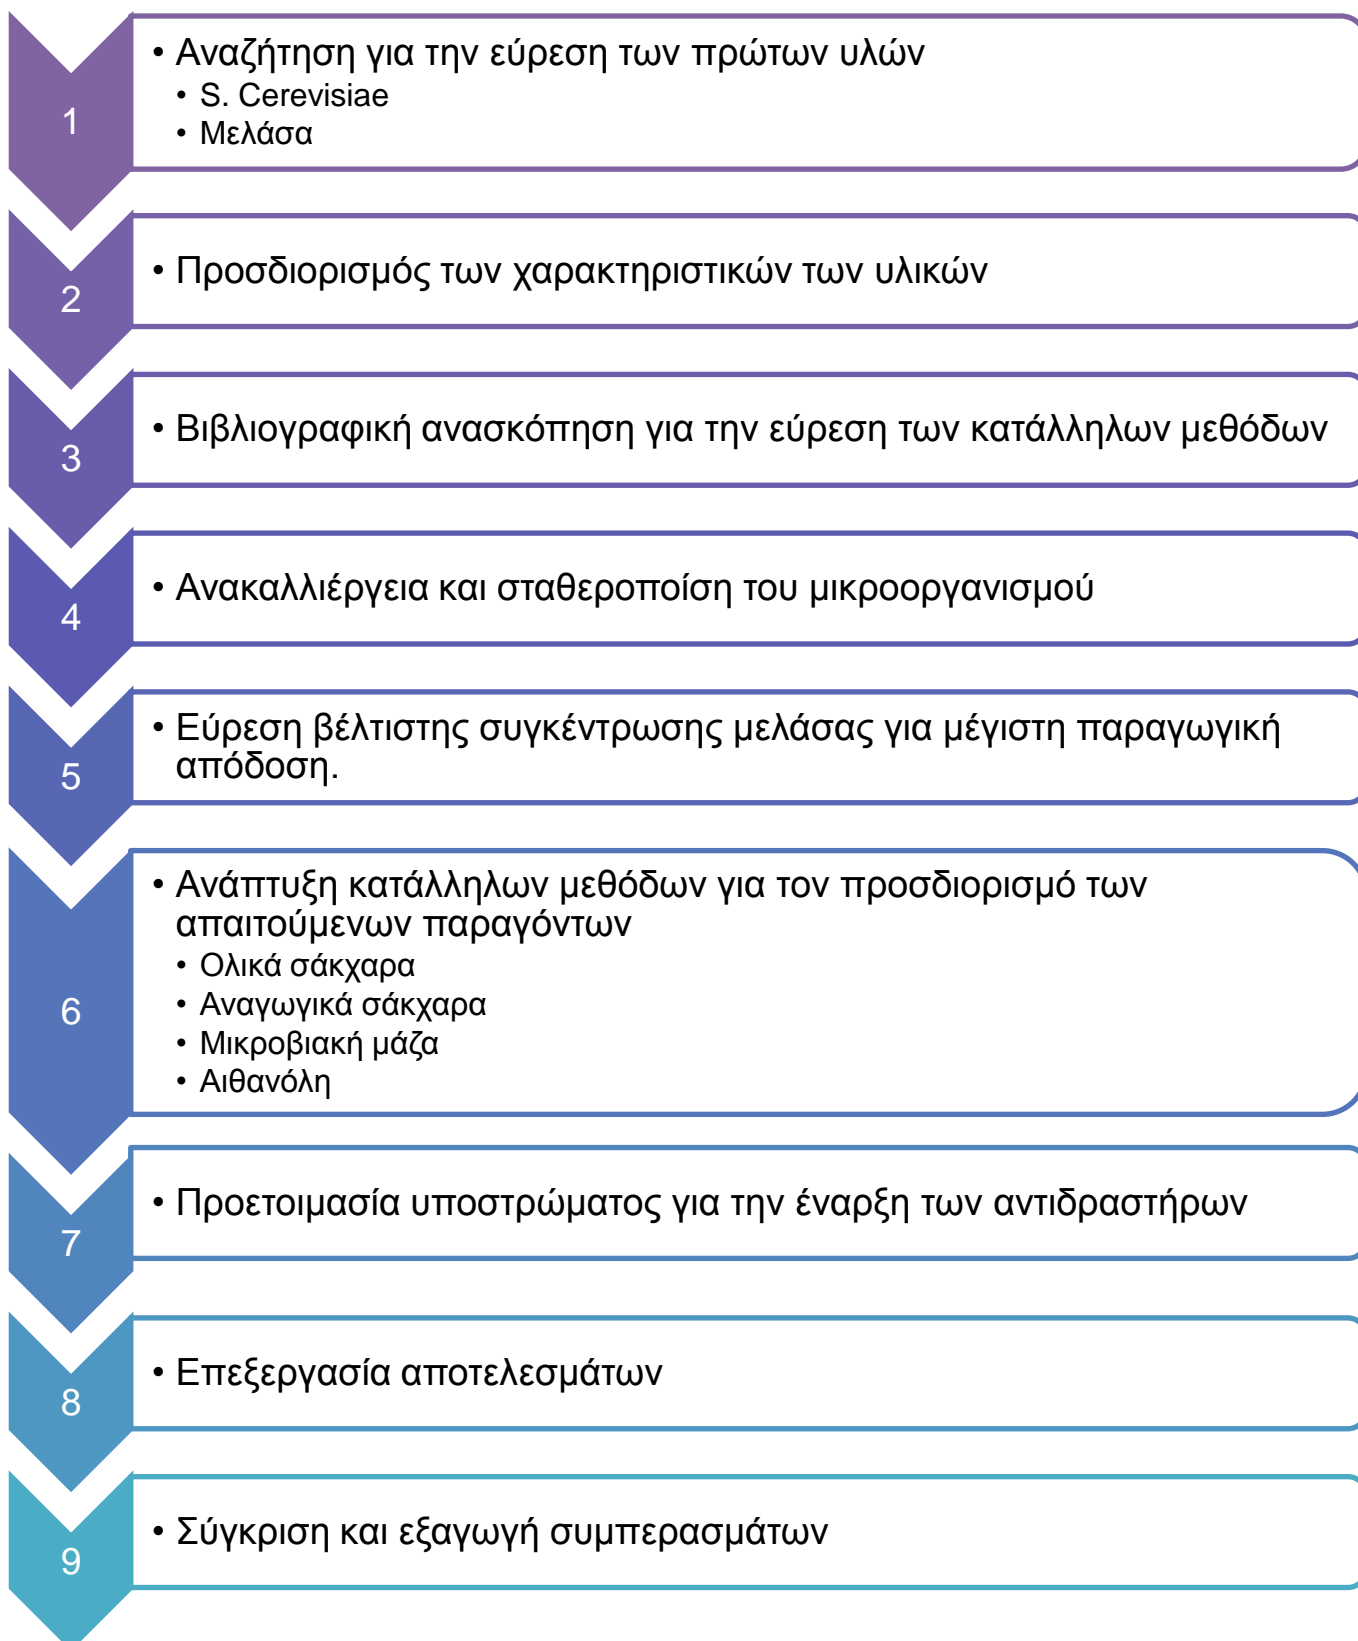 1
• Αναζήτηση για την εύρεση των πρώτων υλών
• S. Cerevisiae
• Μελάσα
2
• Προσδιορισμός των χαρακτηριστικών των υλικών
3
• Βιβλιογραφική ανασκόπηση για την εύρεση των κατάλληλων μεθόδων
4
• Ανακαλλιέργεια και σταθεροποίση του μικροοργανισμού
5
• Εύρεση βέλτιστης συγκέντρωσης μελάσας για μέγιστη παραγωγική
απόδοση.
6
• Ανάπτυξη κατάλληλων μεθόδων για τον προσδιορισμό των
απαιτούμενων παραγόντων
• Ολικά σάκχαρα
• Αναγωγικά σάκχαρα
• Μικροβιακή μάζα
• Αιθανόλη
7
• Προετοιμασία υποστρώματος για την έναρξη των αντιδραστήρων
8
• Επεξεργασία αποτελεσμάτων
9
• Σύγκριση και εξαγωγή συμπερασμάτων